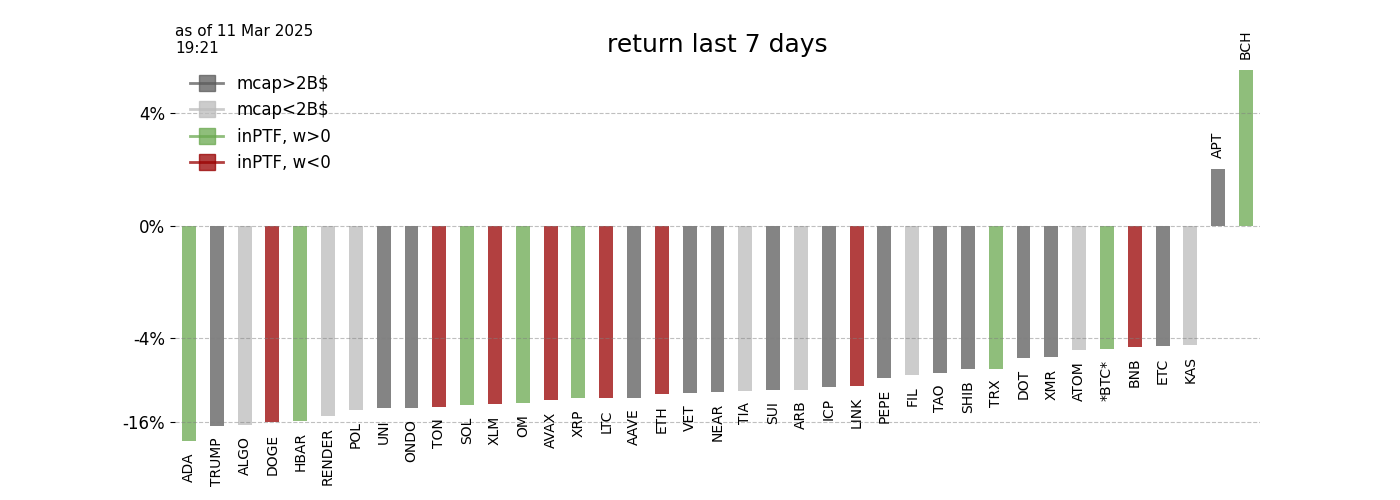 as of 11 Mar 2025
19:21
return last 7 days
mcap>2B$
mcap<2B$
inPTF, w>0
inPTF, w<0
4%
0%
-4%
-16%
ADA
TRUMP
ALGO
DOGE
HBAR
RENDER
POL
UNI
ONDO
TON
SOL
XLM
OM
AVAX
XRP
LTC
AAVE
ETH
VET
NEAR
TIA
SUI
ARB
ICP
LINK
PEPE
FIL
TAO
SHIB
TRX
DOT
XMR
ATOM
*BTC*
BNB
ETC
KAS
APT
BCH